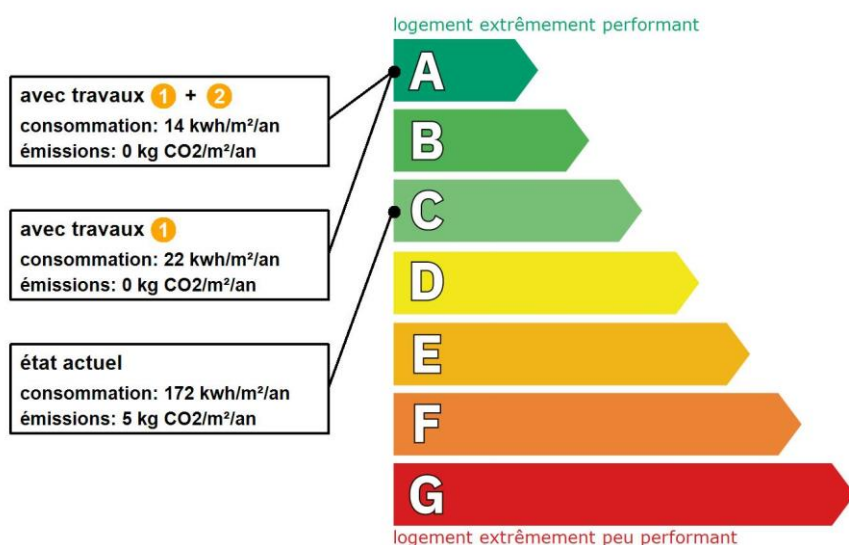 logement extrêmement performant
avec travaux 1 + 2
consommation: 14 kwh/m²/an
émissions: 0 kg CO2/m²/an
avec travaux 1
consommation: 22 kwh/m²/an
émissions: 0 kg CO2/m²/an
état actuel
consommation: 172 kwh/m²/an
émissions: 5 kg CO2/m²/an
A
B
C
D
E
F
G
logement extrêmement peu performant